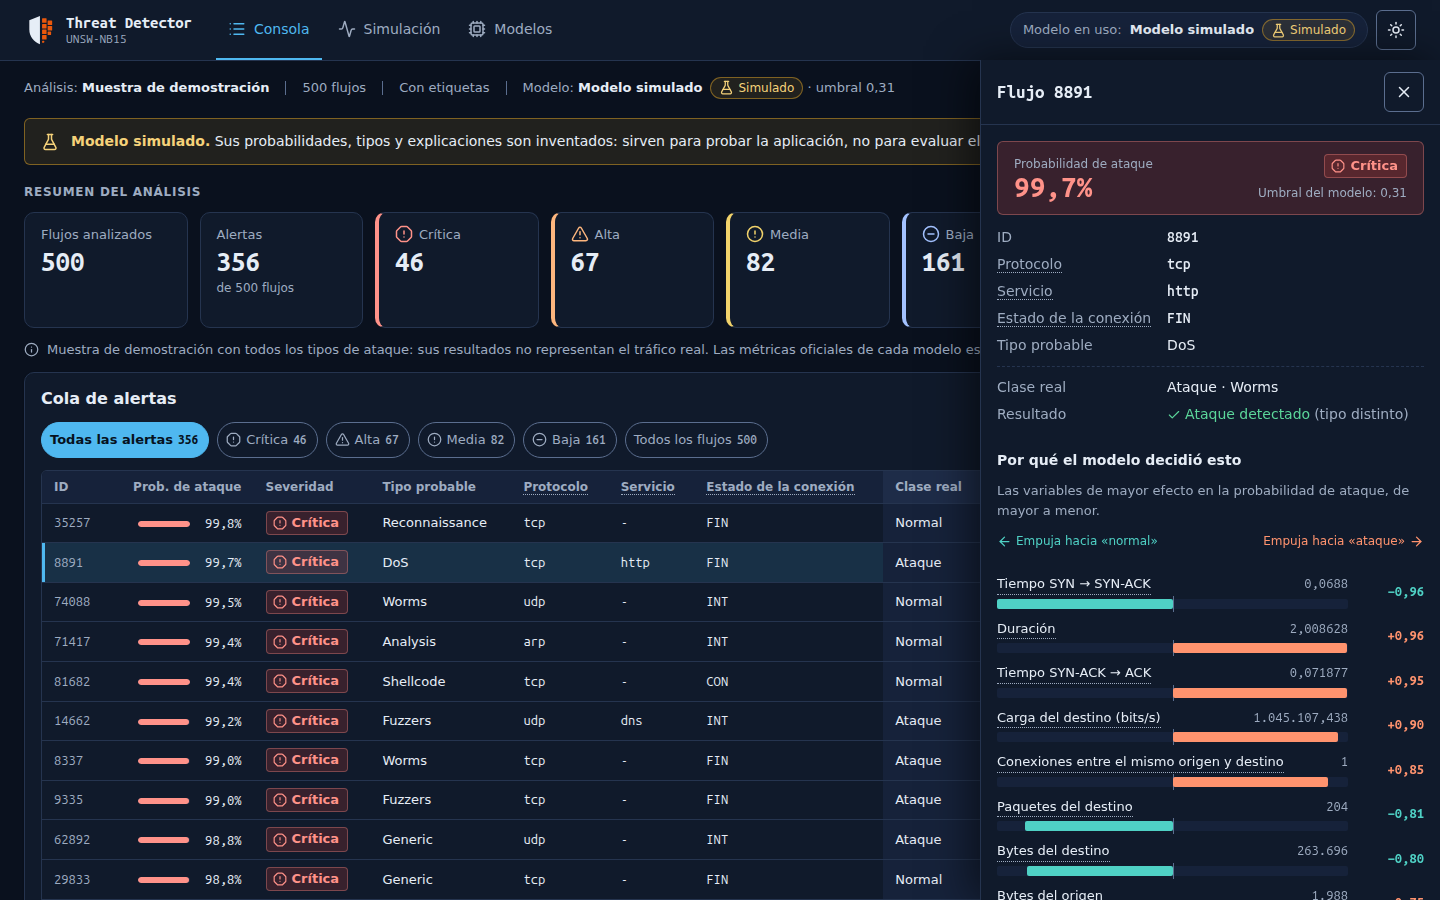 Threat Detector
UNSW-NB15
Consola
Simulación
Modelos
Modelo en uso: Modelo simulado Simulado
Análisis: Muestra de demostración
500 flujos
Con etiquetas
Modelo: Modelo simulado Simulado · umbral 0,31
Modelo simulado. Sus probabilidades, tipos y explicaciones son inventados: sirven para probar la aplicación, no para evaluar el
RESUMEN DEL ANÁLISIS
Flujos analizados
500
Alertas
356
de 500 flujos
Crítica
46
Alta
67
Media
82
Baja
161
Muestra de demostración con todos los tipos de ataque: sus resultados no representan el tráfico real. Las métricas oficiales de cada modelo es
Cola de alertas
Todas las alertas 356
Crítica 46
Alta 67
Media 82
Baja 161
Todos los flujos 500
ID Prob. de ataque Severidad Tipo probable Protocolo Servicio Estado de la conexión Clase real
35257 99,8% Crítica Reconnaissance tcp - FIN Normal
8891 99,7% Crítica DoS tcp http FIN Ataque
74088 99,5% Crítica Worms udp - INT Normal
71417 99,4% Crítica Analysis arp - INT Normal
81682 99,4% Crítica Shellcode tcp - CON Normal
14662 99,2% Crítica Fuzzers udp dns INT Ataque
8337 99,0% Crítica Worms tcp - FIN Ataque
9335 99,0% Crítica Fuzzers tcp - FIN Ataque
62892 98,8% Crítica Generic udp - INT Ataque
29833 98,8% Crítica Generic tcp - FIN Normal
Flujo 8891
Probabilidad de ataque
99,7%
Crítica
Umbral del modelo: 0,31
ID 8891
Protocolo tcp
Servicio http
Estado de la conexión FIN
Tipo probable DoS
Clase real Ataque · Worms
Resultado Ataque detectado (tipo distinto)
Por qué el modelo decidió esto
Las variables de mayor efecto en la probabilidad de ataque, de
mayor a menor.
← Empuja hacia «normal»
Empuja hacia «ataque» →
Tiempo SYN → SYN-ACK 0,0688 −0,96
Duración 2,008628 +0,96
Tiempo SYN-ACK → ACK 0,071877 +0,95
Carga del destino (bits/s) 1.045.107,438 +0,90
Conexiones entre el mismo origen y destino 1 +0,85
Paquetes del destino 204 −0,81
Bytes del destino 263.696 −0,80
Bytes del origen 1.988